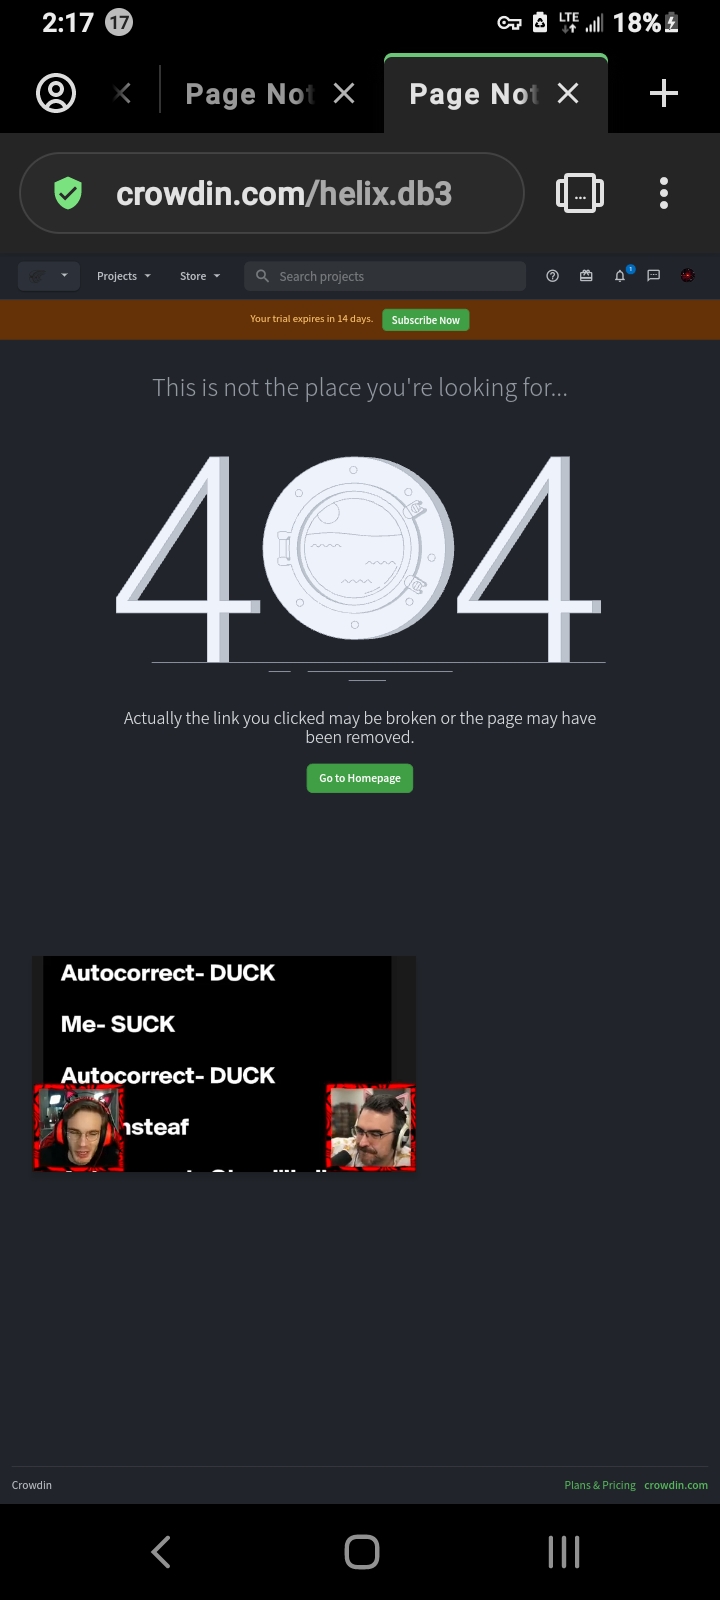 2:17 17 LTE 18%
Page Not Page Not
crowdin.com/helix.db3
Projects Store Search projects 1
Your trial expires in 14 days. Subscribe Now
This is not the place you're looking for...
404
Actually the link you clicked may be broken or the page may have
been removed.
Go to Homepage
Autocorrect- DUCK
Me- SUCK
Autocorrect- DUCK
nsteaf
Crowdin Plans & Pricing crowdin.com